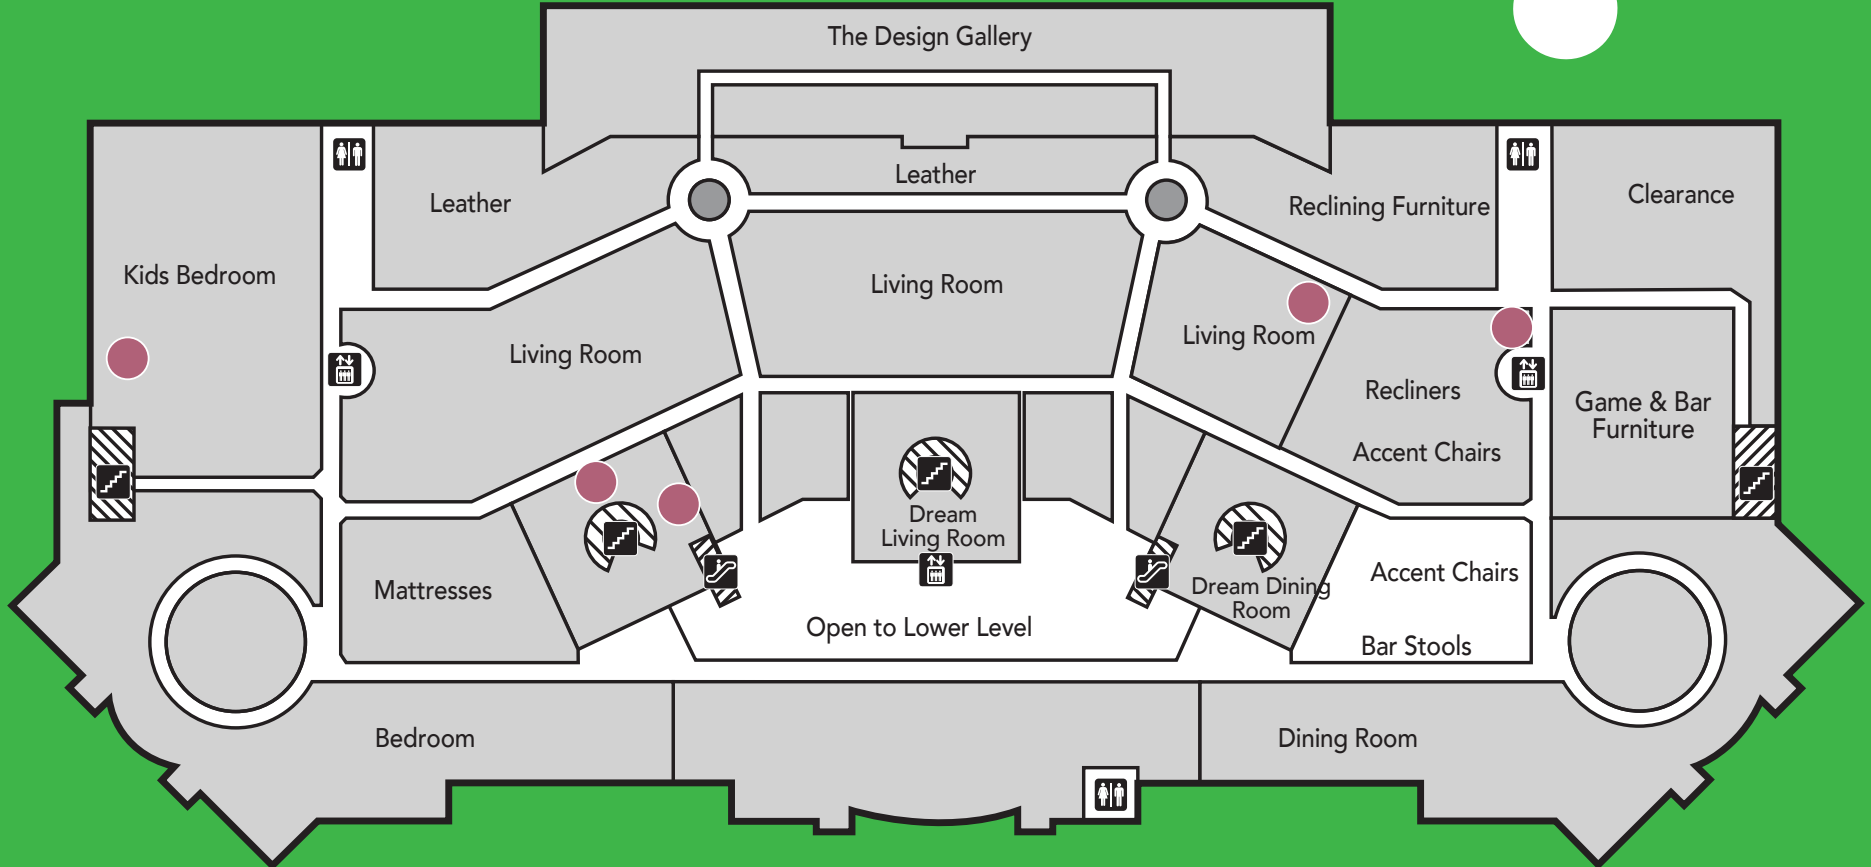 The Design Gallery
Leather
Leather
Reclining Furniture
Clearance
Kids Bedroom
Living Room
Living Room
Living Room
Recliners
Accent Chairs
Game & Bar
Furniture
Dream
Living Room
Mattresses
Dream Dining
Room
Accent Chairs
Open to Lower Level
Bar Stools
Bedroom
Dining Room